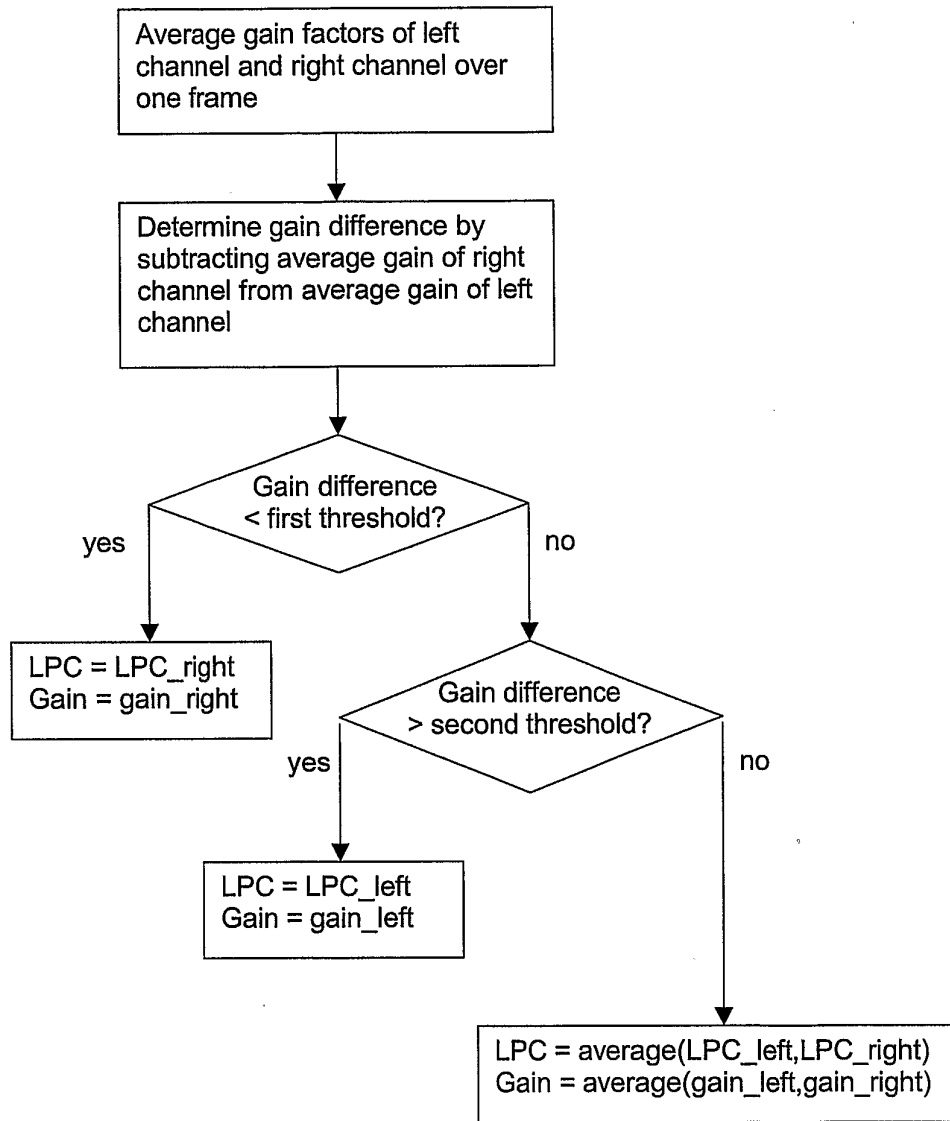 Average gain factors of left
channel and right channel over
one frame
Determine gain difference by
subtracting average gain of right
channel from average gain of left
channel
Gain difference
< first threshold?
yes
no
LPC = LPC_right
Gain = gain_right
Gain difference
> second threshold?
yes
no
LPC = LPC_left
Gain = gain_left
LPC = average(LPC_left,LPC_right)
Gain = average(gain_left,gain_right)